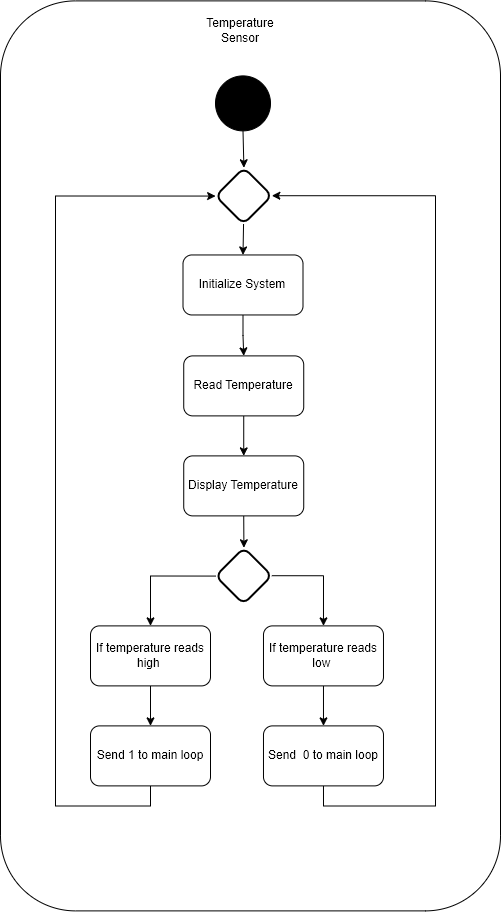 Temperature
Sensor
Initialize System
Read Temperature
Display Temperature
If temperature reads
high
If temperature reads
low
Send 1 to main loop
Send  0 to main loop